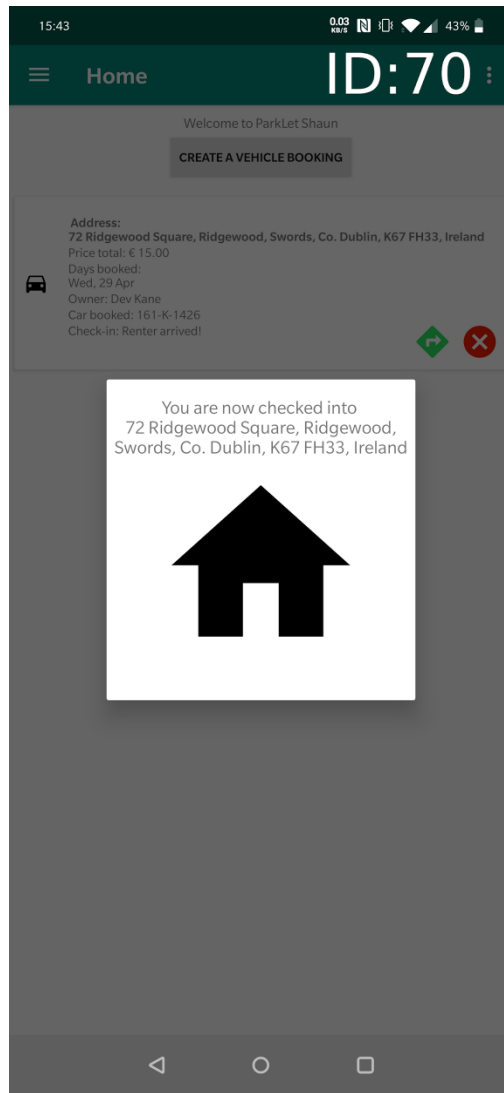 15:43
0.03
KB/S
43%
Home
ID:70
Welcome to ParkLet Shaun
CREATE A VEHICLE BOOKING
Address:
72 Ridgewood Square, Ridgewood, Swords, Co. Dublin, K67 FH33, Ireland
Price total: € 15.00
Days booked:
Wed, 29 Apr
Owner: Dev Kane
Car booked: 161-K-1426
Check-in: Renter arrived!
You are now checked into
72 Ridgewood Square, Ridgewood,
Swords, Co. Dublin, K67 FH33, Ireland